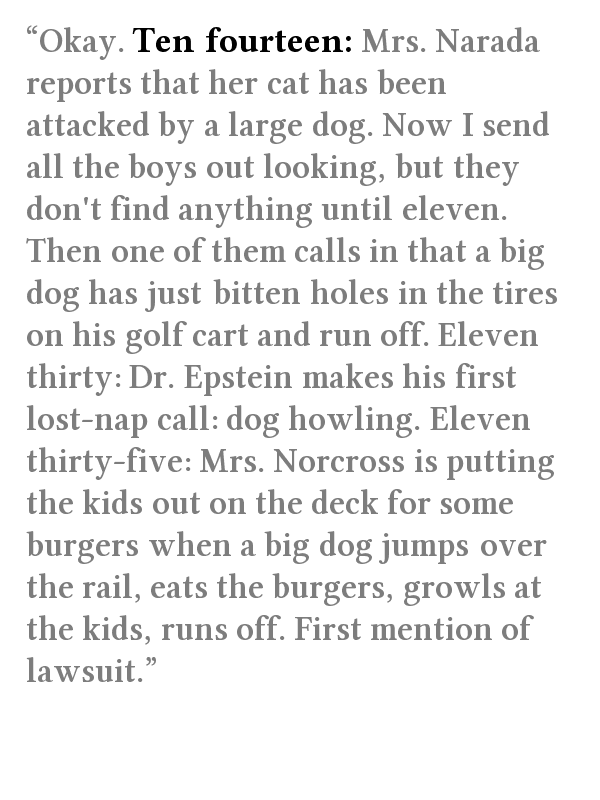 “Okay. Ten fourteen: Mrs. Narada
reports that her cat has been
attacked by a large dog. Now I send
all the boys out looking, but they
don't find anything until eleven.
Then one of them calls in that a big
dog has just bitten holes in the tires
on his golf cart and run off. Eleven
thirty: Dr. Epstein makes his first
lost-nap call: dog howling. Eleven
thirty-five: Mrs. Norcross is putting
the kids out on the deck for some
burgers when a big dog jumps over
the rail, eats the burgers, growls at
the kids, runs off. First mention of
lawsuit.”